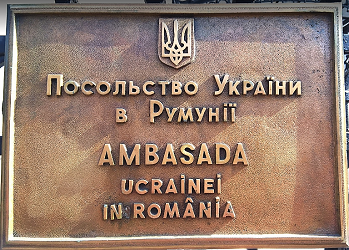 Посольство України
в Румунії
AMBASADA
UCRAINEI
IN ROMÂNIA